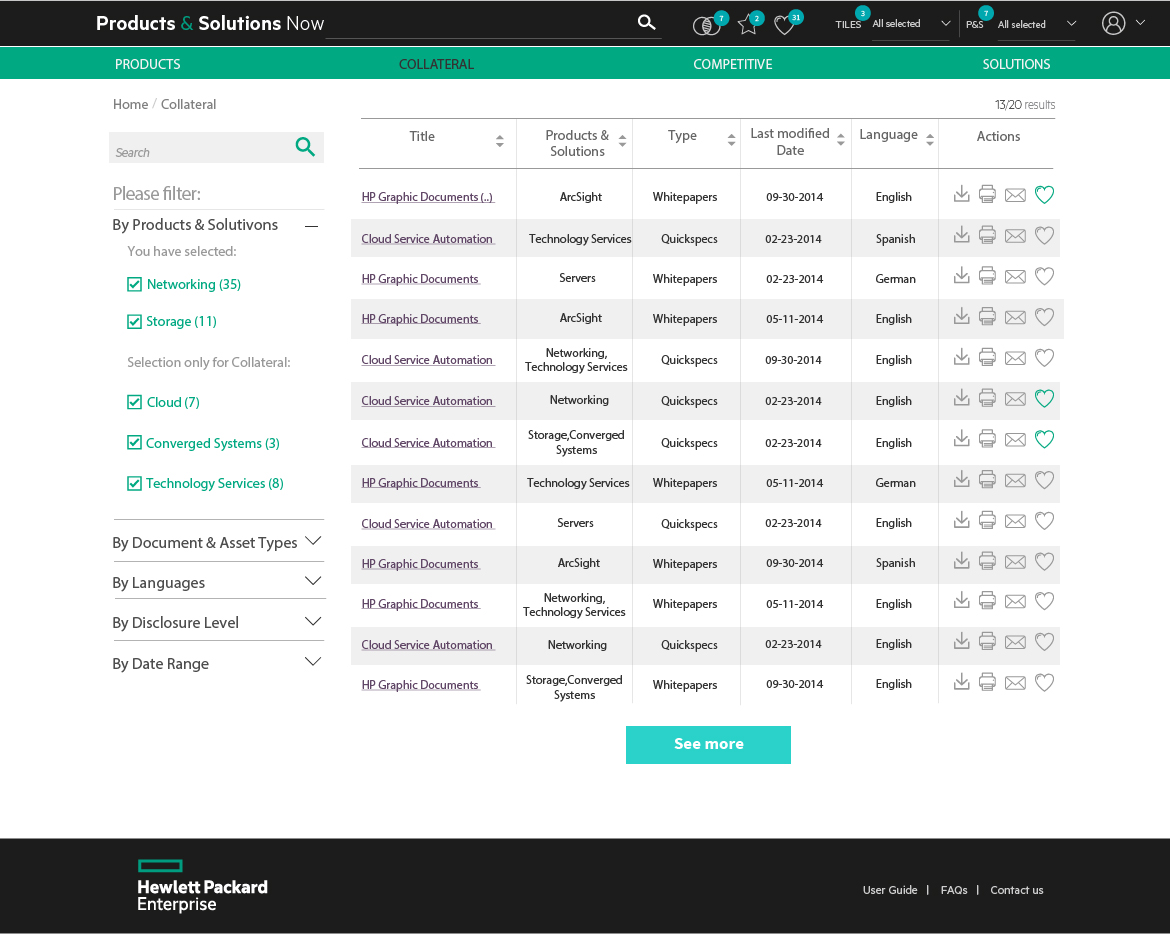 Products & Solutions Now
7
2
31
TILES
3
All selected
P&S
7
All selected
PRODUCTS
COLLATERAL
COMPETITIVE
SOLUTIONS
Home / Collateral
13/20 results
Search
Please filter:
By Products & Solutivons
You have selected:
Networking (35)
Storage (11)
Selection only for Collateral:
Cloud (7)
Converged Systems (3)
Technology Services (8)
By Document & Asset Types
By Languages
By Disclosure Level
By Date Range
Title Products & Solutions Type Last modified Date Language Actions
HP Graphic Documents (..) ArcSight Whitepapers 09-30-2014 English
Cloud Service Automation Technology Services Quickspecs 02-23-2014 Spanish
HP Graphic Documents Servers Whitepapers 02-23-2014 German
HP Graphic Documents ArcSight Whitepapers 05-11-2014 English
Cloud Service Automation Networking, Technology Services Quickspecs 09-30-2014 English
Cloud Service Automation Networking Quickspecs 02-23-2014 English
Cloud Service Automation Storage,Converged Systems Quickspecs 02-23-2014 English
HP Graphic Documents Technology Services Whitepapers 05-11-2014 German
Cloud Service Automation Servers Quickspecs 02-23-2014 English
HP Graphic Documents ArcSight Whitepapers 09-30-2014 Spanish
HP Graphic Documents Networking, Technology Services Whitepapers 05-11-2014 English
Cloud Service Automation Networking Quickspecs 02-23-2014 English
HP Graphic Documents Storage,Converged Systems Whitepapers 09-30-2014 English
See more
Hewlett Packard
Enterprise
User Guide | FAQs | Contact us